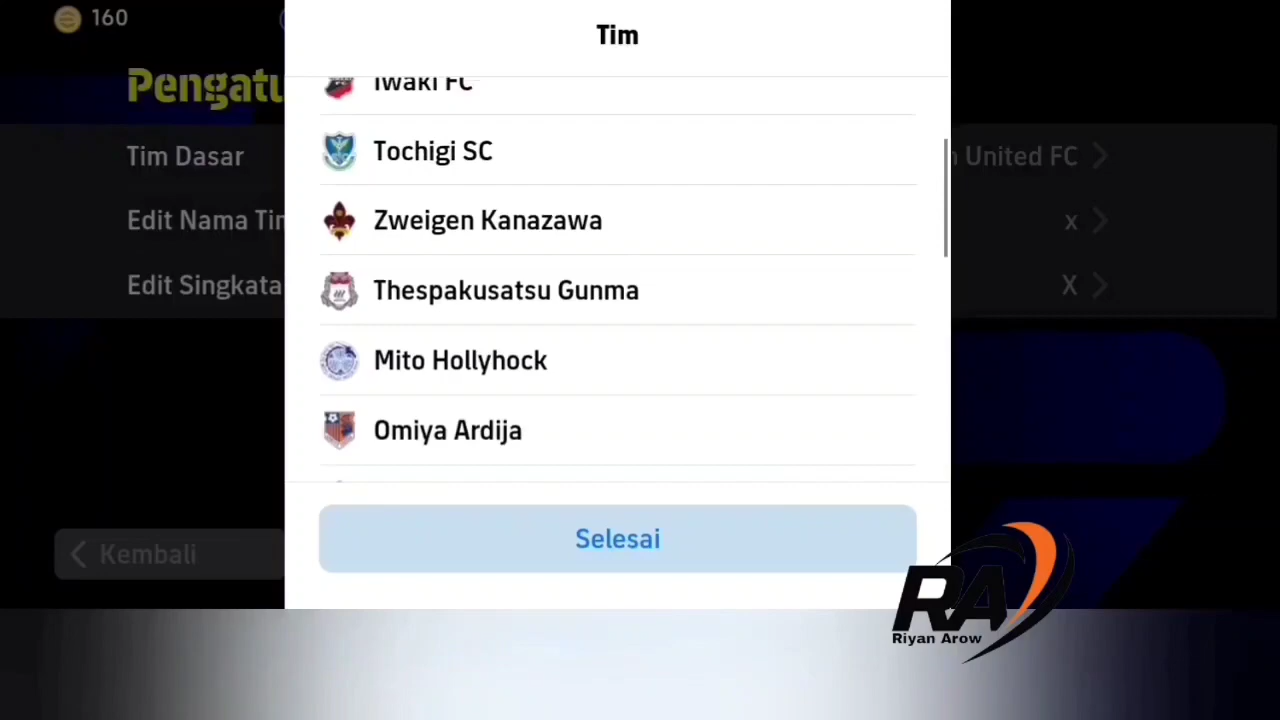 160
Tim
Pengatu
Iwaki FC
Tochigi SC
Tim Dasar
United FC
Zweigen Kanazawa
Edit Nama Tim
x
Thespakusatsu Gunma
Edit Singkata
X
Mito Hollyhock
Omiya Ardija
Selesai
Kembali
RA
Riyan Arow